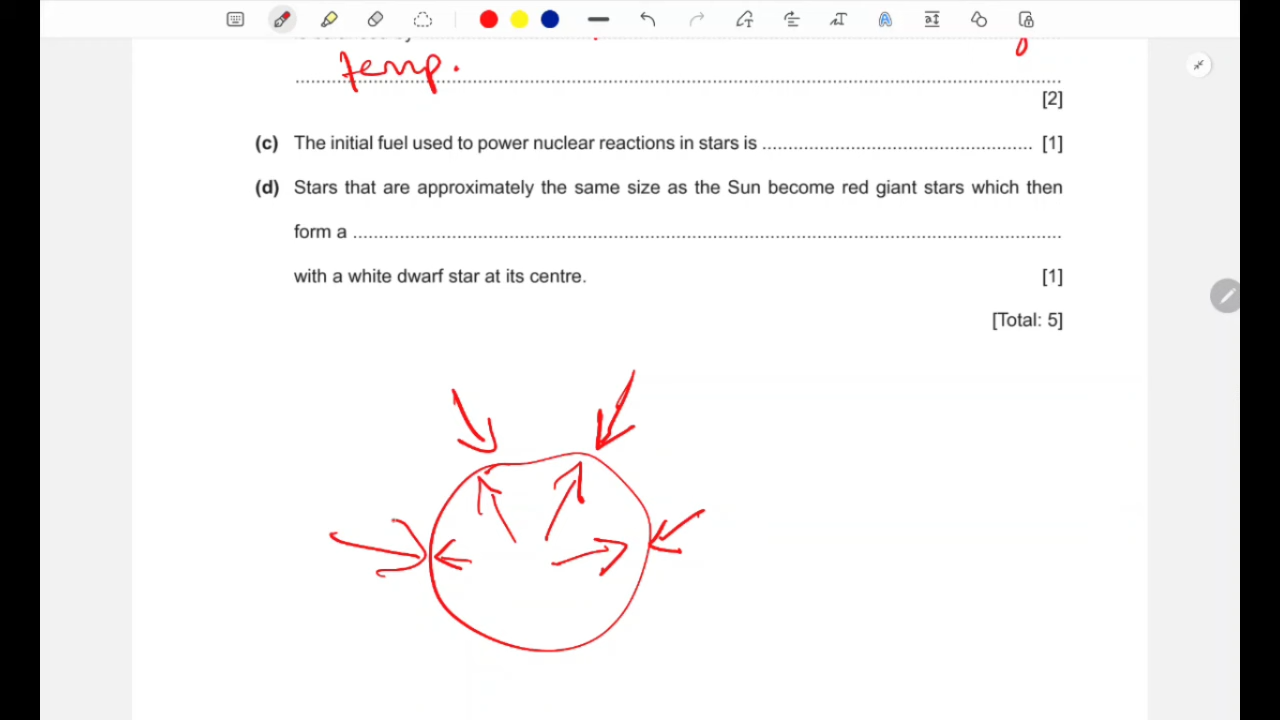 temp.
[2]
(c) The initial fuel used to power nuclear reactions in stars is .................................................... [1]
(d) Stars that are approximately the same size as the Sun become red giant stars which then
form a ........................................................................................................................................
with a white dwarf star at its centre. [1]
[Total: 5]